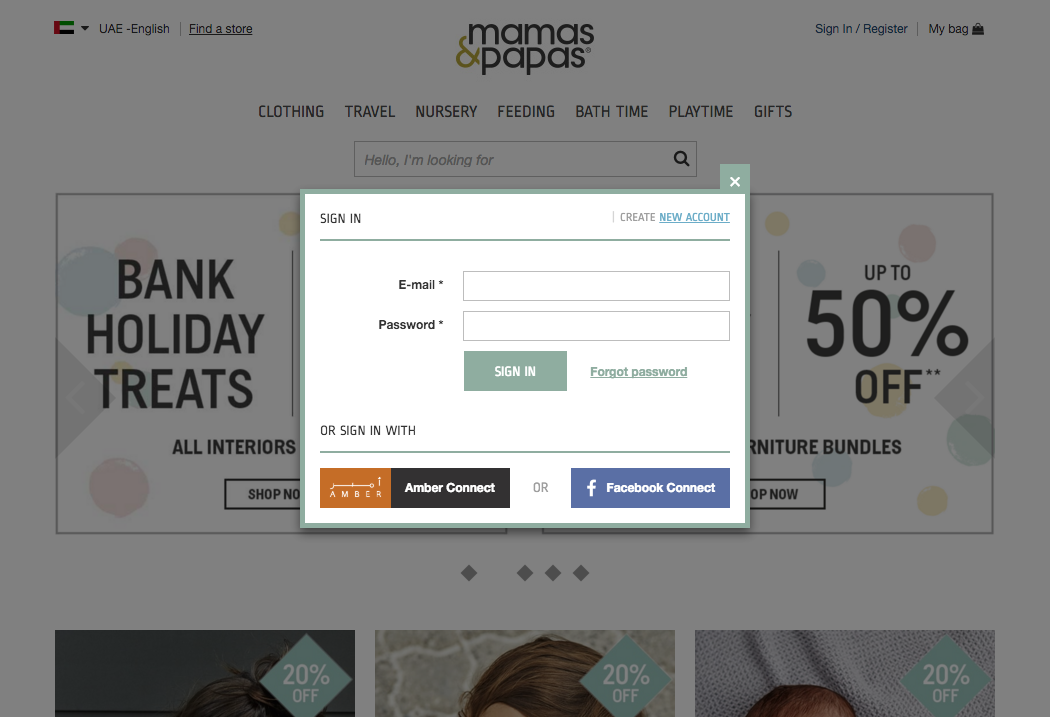 UAE -English
Find a store
mamas
&papas®
Sign In / Register
My bag
CLOTHING TRAVEL NURSERY FEEDING BATH TIME PLAYTIME GIFTS
Hello, I'm looking for
×
SIGN IN
CREATE NEW ACCOUNT
E-mail *
Password *
SIGN IN
Forgot password
OR SIGN IN WITH
AMBER
Amber Connect
OR
Facebook Connect
BANK
HOLIDAY
TREATS
ALL INTERIORS
SHOP NO
UP TO
50%
OFF**
RNITURE BUNDLES
OP NOW
20%
OFF
20%
OFF
20%
OFF